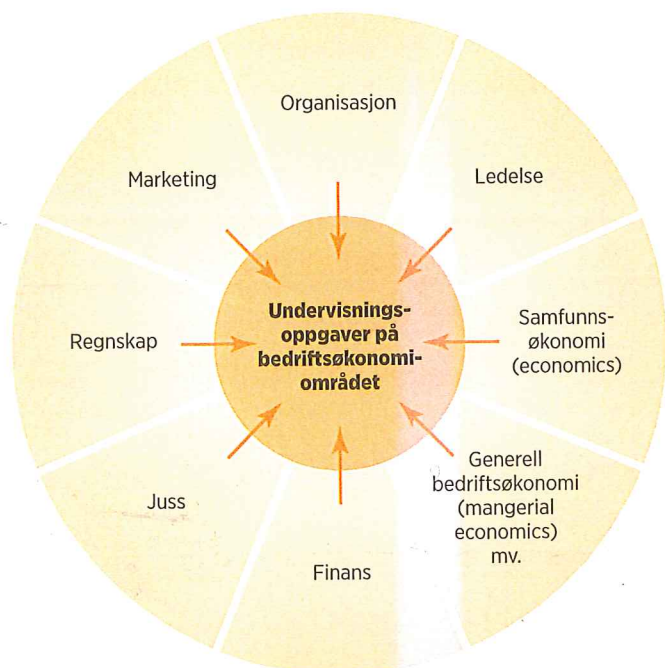 Organisasjon
Marketing
Ledelse
Regnskap
Undervisnings-
oppgaver på
bedriftsøkonomi-
området
Samfunns-
økonomi
(economics)
Juss
Generell
bedriftsøkonomi
(mangerial
economics)
mv.
Finans